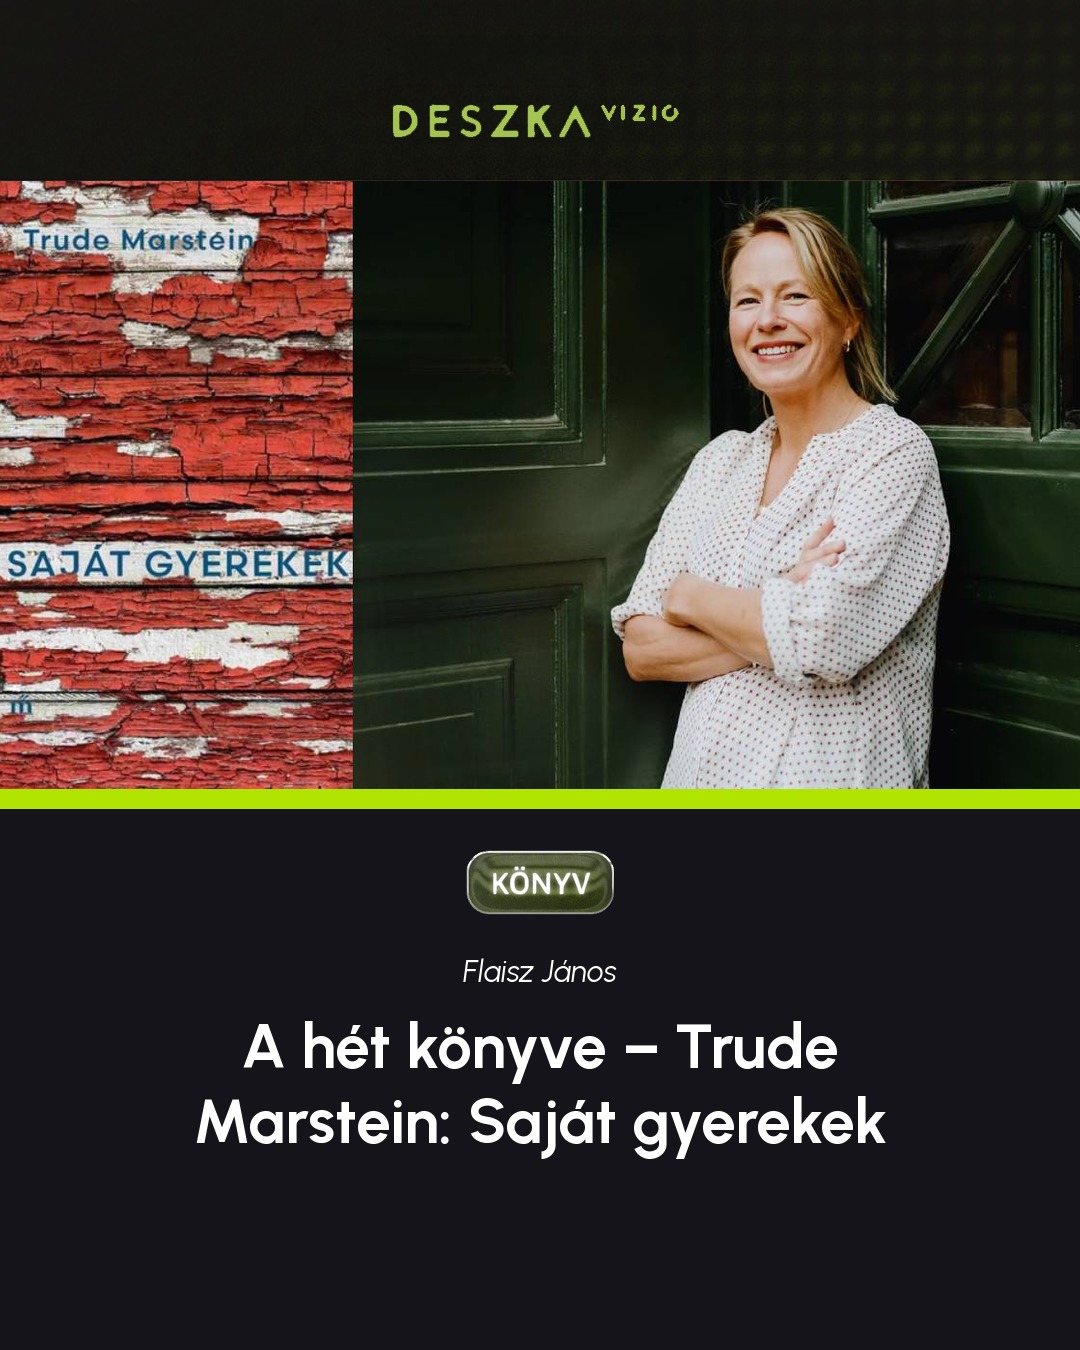 DESZKA VIZIO
Trude Marstein
SAJÁT GYEREKEK
m
KÖNYV
Flaisz János
A hét könyve – Trude
Marstein: Saját gyerekek